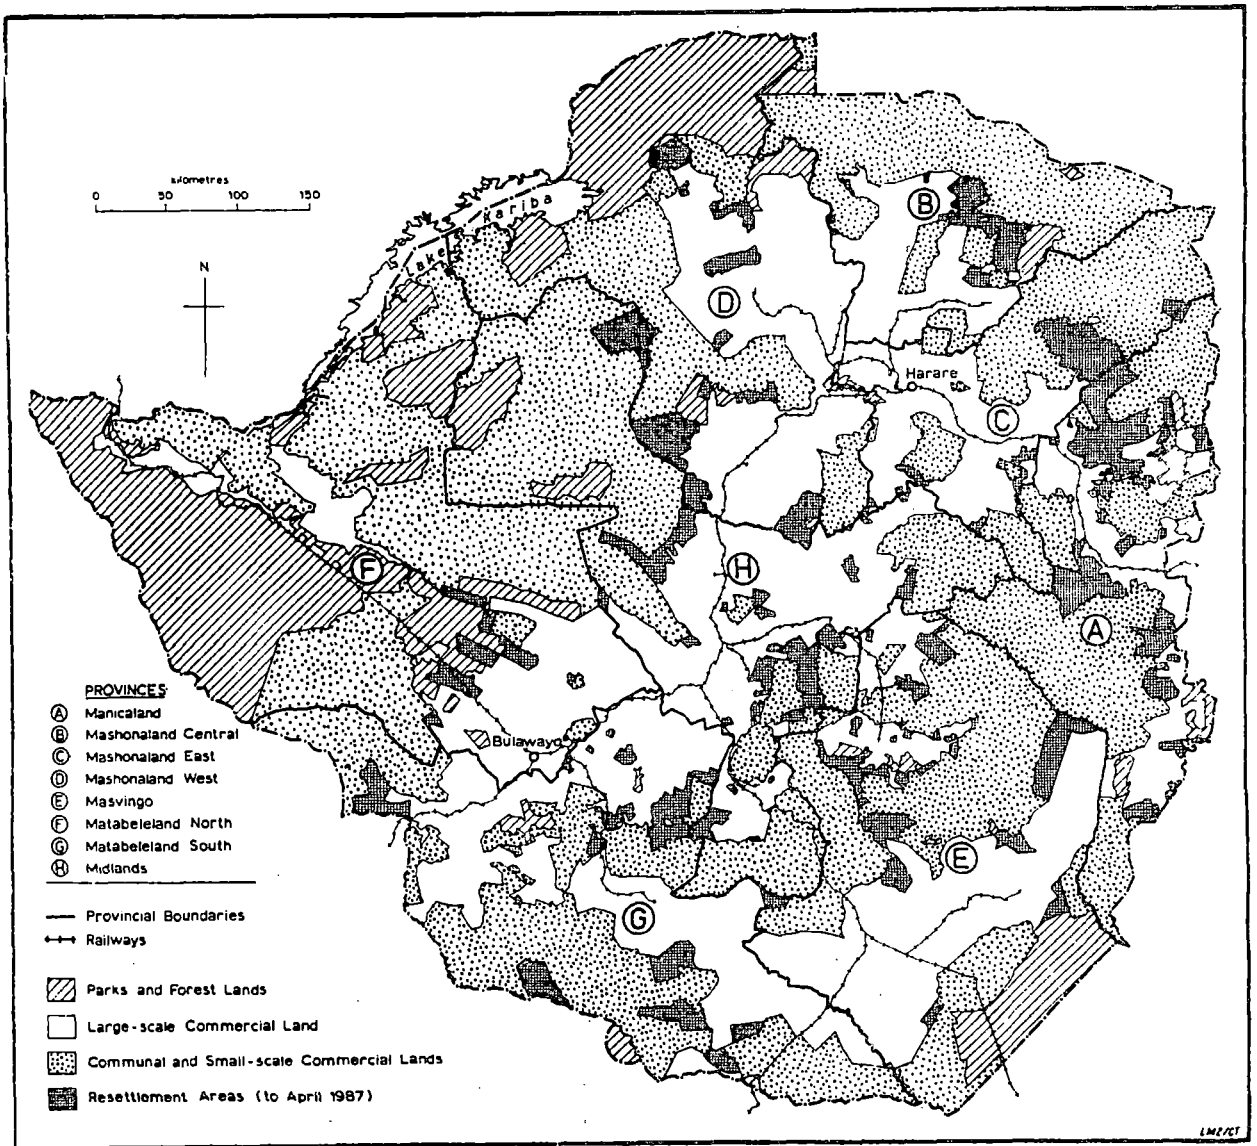 kilometres
0 50 100 150
Lake Kariba
N
B
D
Harare
C
F
H
A
Bulawayo
E
G
PROVINCES
A Manicaland
B Mashonaland Central
C Mashonaland East
D Mashonaland West
E Masvingo
F Matabeleland North
G Matabeleland South
H Midlands
Provincial Boundaries
Railways
Parks and Forest Lands
Large-scale Commercial Land
Communal and Small-scale Commercial Lands
Resettlement Areas (to April 1987)